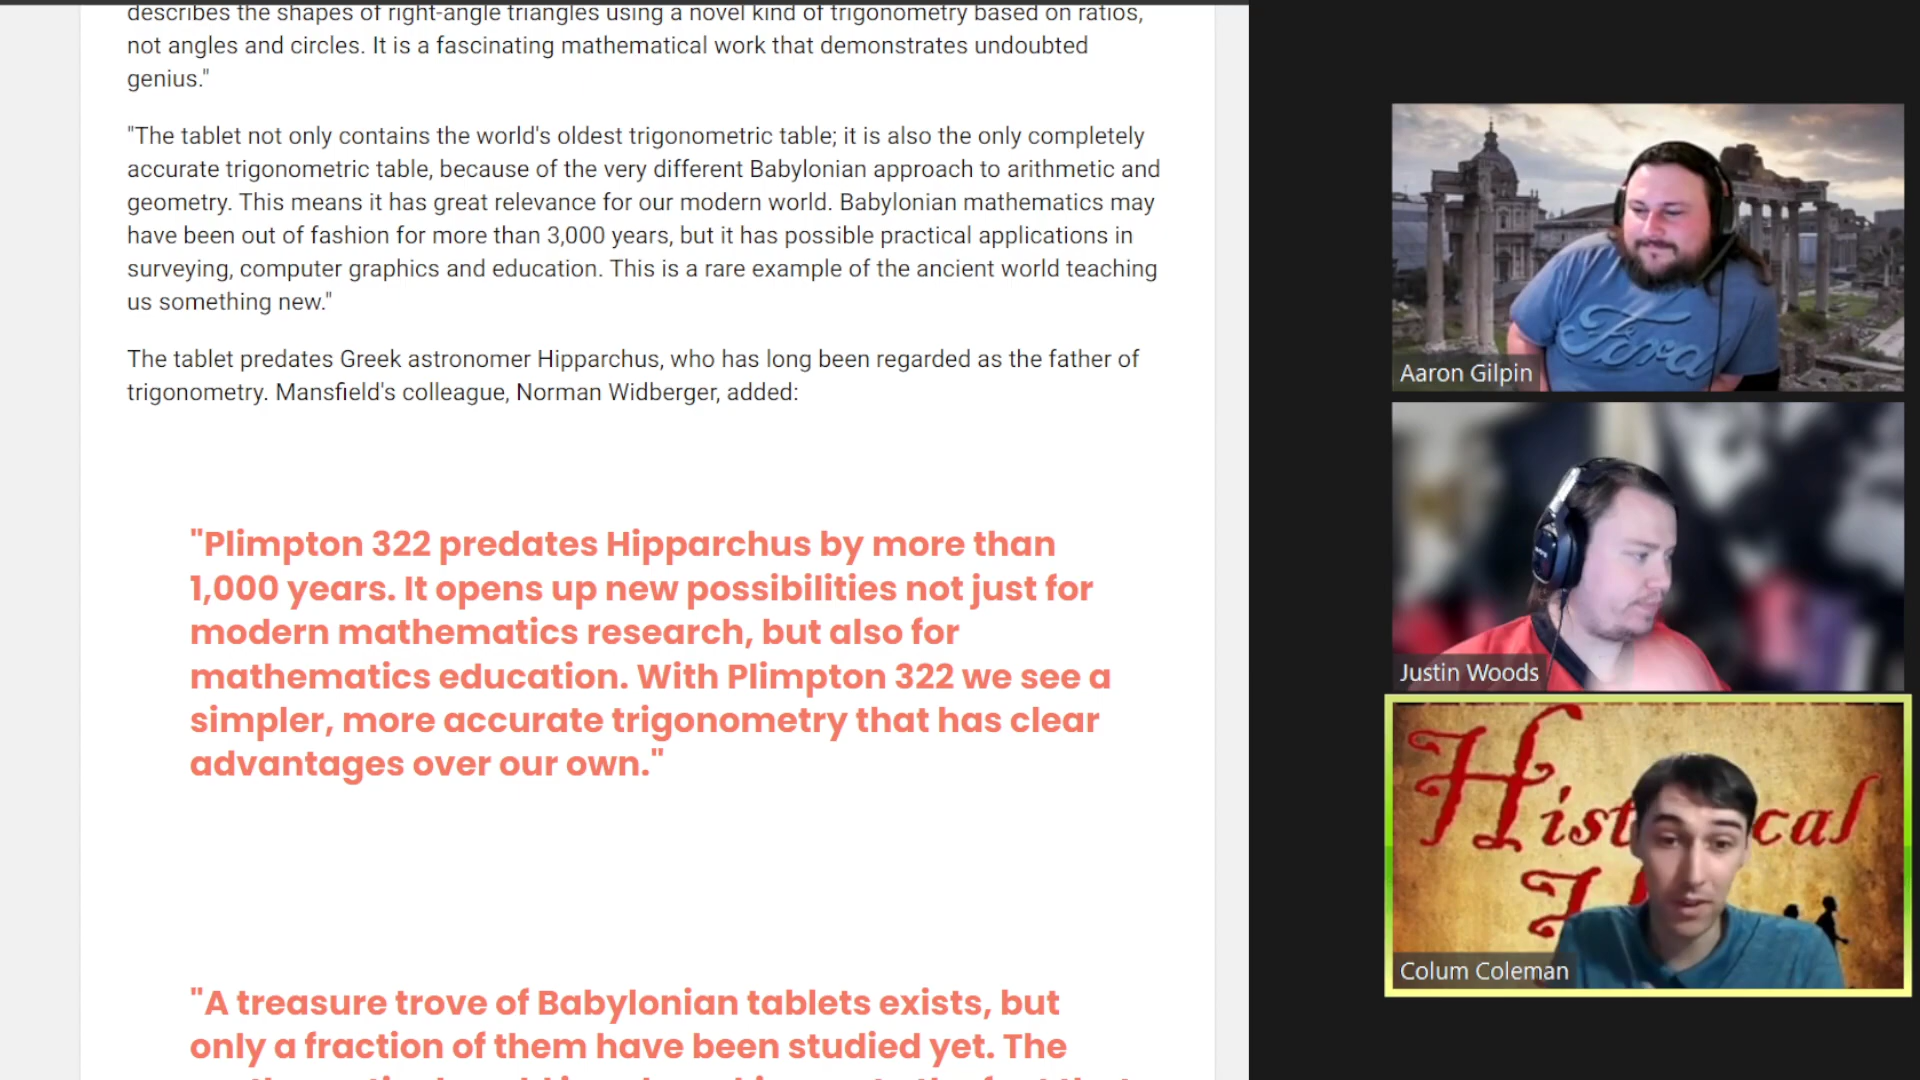 describes the shapes of right-angle triangles using a novel kind of trigonometry based on ratios,
not angles and circles. It is a fascinating mathematical work that demonstrates undoubted
genius."
"The tablet not only contains the world's oldest trigonometric table; it is also the only completely
accurate trigonometric table, because of the very different Babylonian approach to arithmetic and
geometry. This means it has great relevance for our modern world. Babylonian mathematics may
have been out of fashion for more than 3,000 years, but it has possible practical applications in
surveying, computer graphics and education. This is a rare example of the ancient world teaching
us something new."
The tablet predates Greek astronomer Hipparchus, who has long been regarded as the father of
trigonometry. Mansfield's colleague, Norman Widberger, added:
"Plimpton 322 predates Hipparchus by more than
1,000 years. It opens up new possibilities not just for
modern mathematics research, but also for
mathematics education. With Plimpton 322 we see a
simpler, more accurate trigonometry that has clear
advantages over our own."
"A treasure trove of Babylonian tablets exists, but
only a fraction of them have been studied yet. The
Ford
Aaron Gilpin
Justin Woods
Colum Coleman